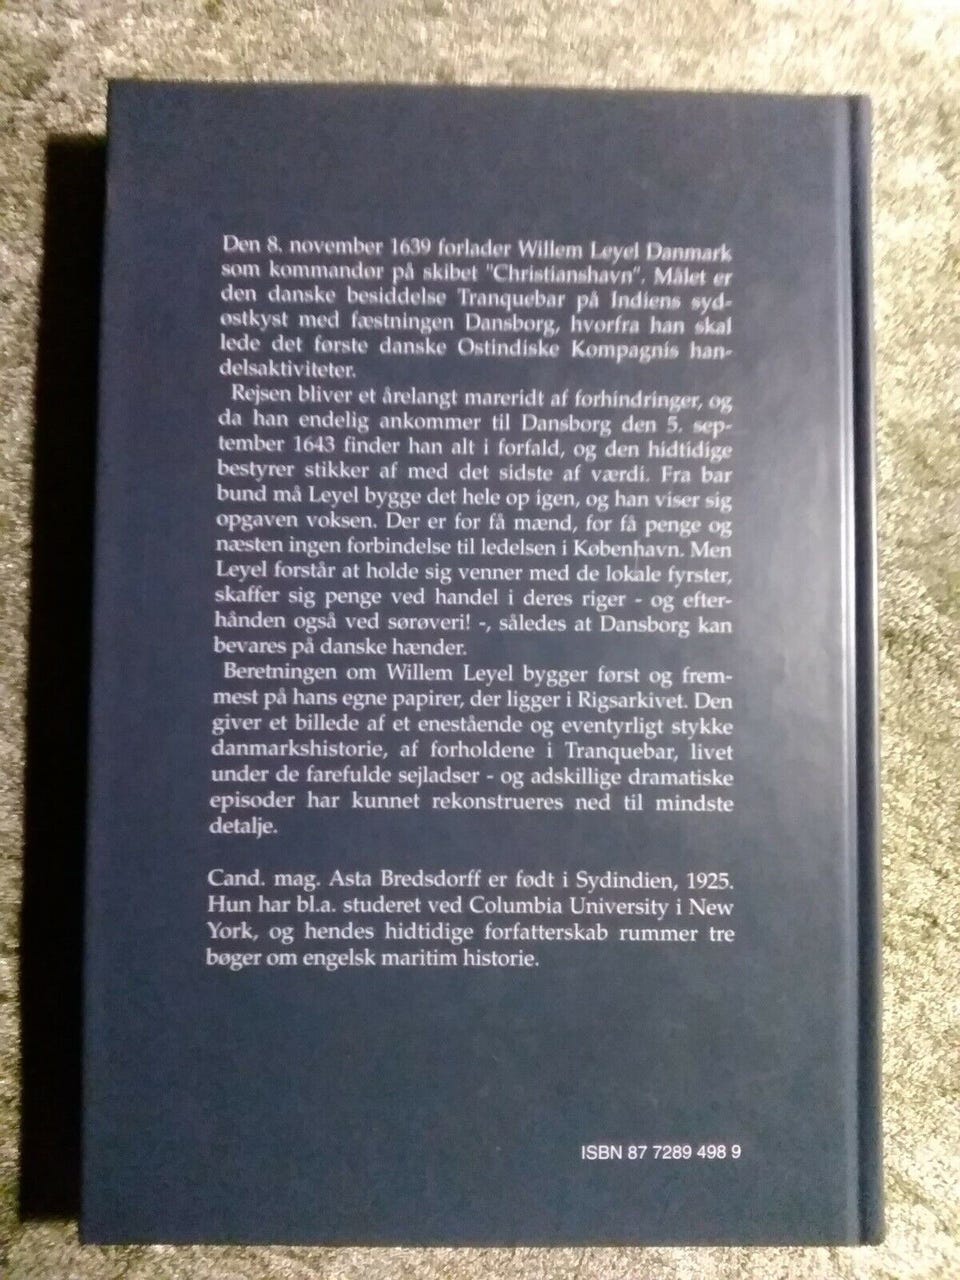 Den 8. november 1639 forlader Willem Leyel Danmark
som kommandør på skibet "Christianshavn". Målet er
den danske besiddelse Tranquebar på Indiens syd-
østkyst med fæstningen Dansborg, hvorfra han skal
lede det første danske Ostindiske Kompagnis han-
delsaktiviteter.
Rejsen bliver et årelangt mareridt af forhindringer, og
da han endelig ankommer til Dansborg den 5. sep-
tember 1643 finder han alt i forfald, og den hidtidige
bestyrer stikker af med det sidste af værdi. Fra bar
bund må Leyel bygge det hele op igen, og han viser sig
opgaven voksen. Der er for få mænd, for få penge og
næsten ingen forbindelse til ledelsen i København. Men
Leyel forstår at holde sig venner med de lokale fyrster,
skaffer sig penge ved handel i deres riger - og efter-
hånden også ved sørøveri! -, således at Dansborg kan
bevares på danske hænder.
Beretningen om Willem Leyel bygger først og frem-
mest på hans egne papirer, der ligger i Rigsarkivet. Den
giver et billede af et enestående og eventyrligt stykke
danmarkshistorie, af forholdene i Tranquebar, livet
under de farefulde sejladser - og adskillige dramatiske
episoder har kunnet rekonstrueres ned til mindste
detalje.
Cand. mag. Asta Bredsdorff er født i Sydindien, 1925.
Hun har bl.a. studeret ved Columbia University i New
York, og hendes hidtidige forfatterskab rummer tre
bøger om engelsk maritim historie.
ISBN 87 7289 498 9